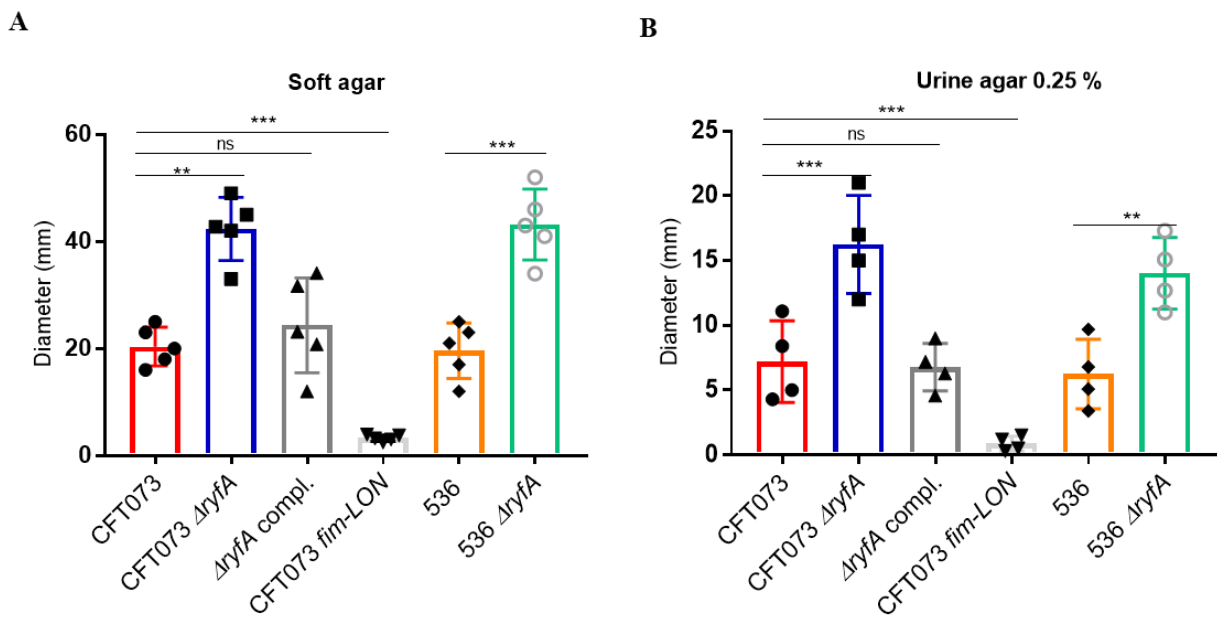 A
Soft agar
***
ns
**
***
Diameter (mm)
60
40
20
0
CFT073
CFT073 ΔryfA
ΔryfA compl.
CFT073 fim-LON
536
536 ΔryfA
B
Urine agar 0.25 %
***
ns
***
**
Diameter (mm)
25
20
15
10
5
0
CFT073
CFT073 ΔryfA
ΔryfA compl.
CFT073 fim-LON
536
536 ΔryfA